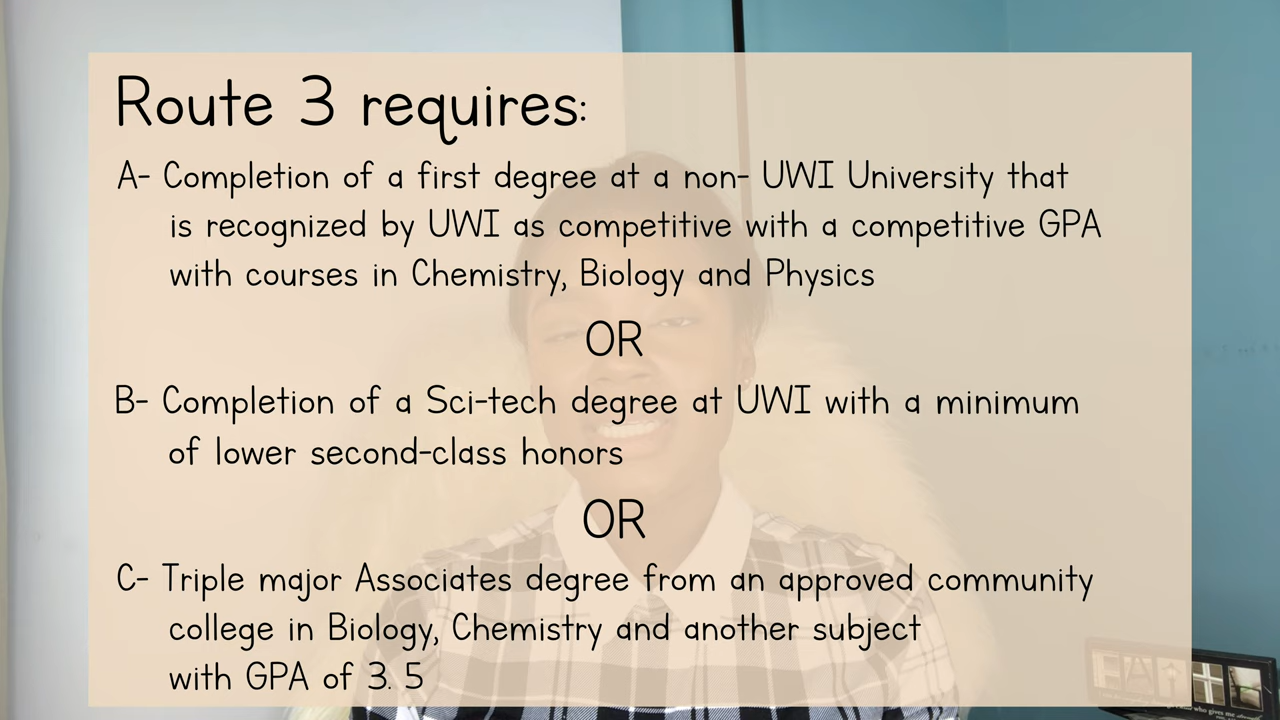 Route 3 requires:
A- Completion of a first degree at a non- UWI University that
is recognized by UWI as competitive with a competitive GPA
with courses in Chemistry, Biology and Physics
OR
B- Completion of a Sci-tech degree at UWI with a minimum
of lower second-class honors
OR
C- Triple major Associates degree from an approved community
college in Biology, Chemistry and another subject
with GPA of 3. 5
who gives me